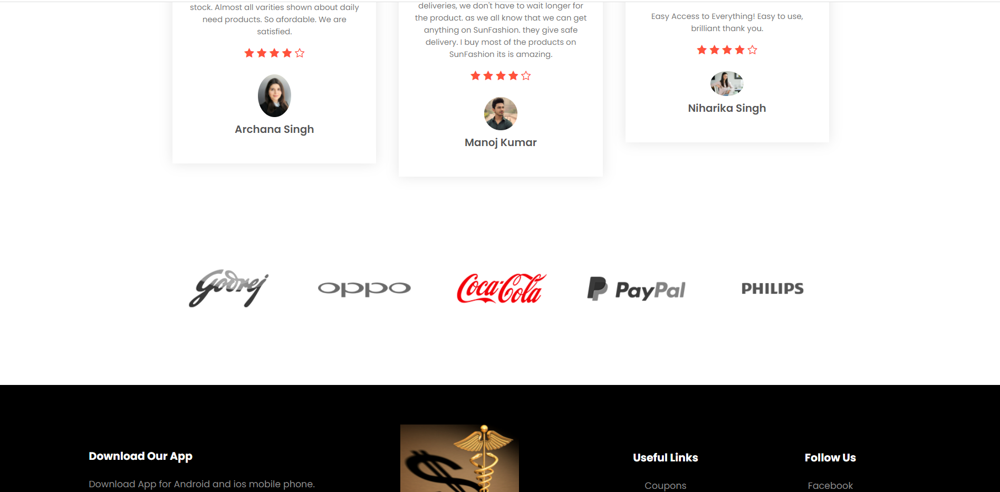 stock. Almost all varities shown about daily
need products. So afordable. We are
satisfied.
Archana Singh
deliveries, we don't have to wait longer for
the product. as we all know that we can get
anything on SunFashion. they give safe
delivery. I buy most of the products on
SunFashion its is amazing.
Manoj Kumar
Easy Access to Everything! Easy to use,
brilliant thank you.
Niharika Singh
Godrej
oppo
Coca-Cola
PayPal
PHILIPS
Download Our App
Download App for Android and ios mobile phone.
Useful Links
Coupons
Follow Us
Facebook